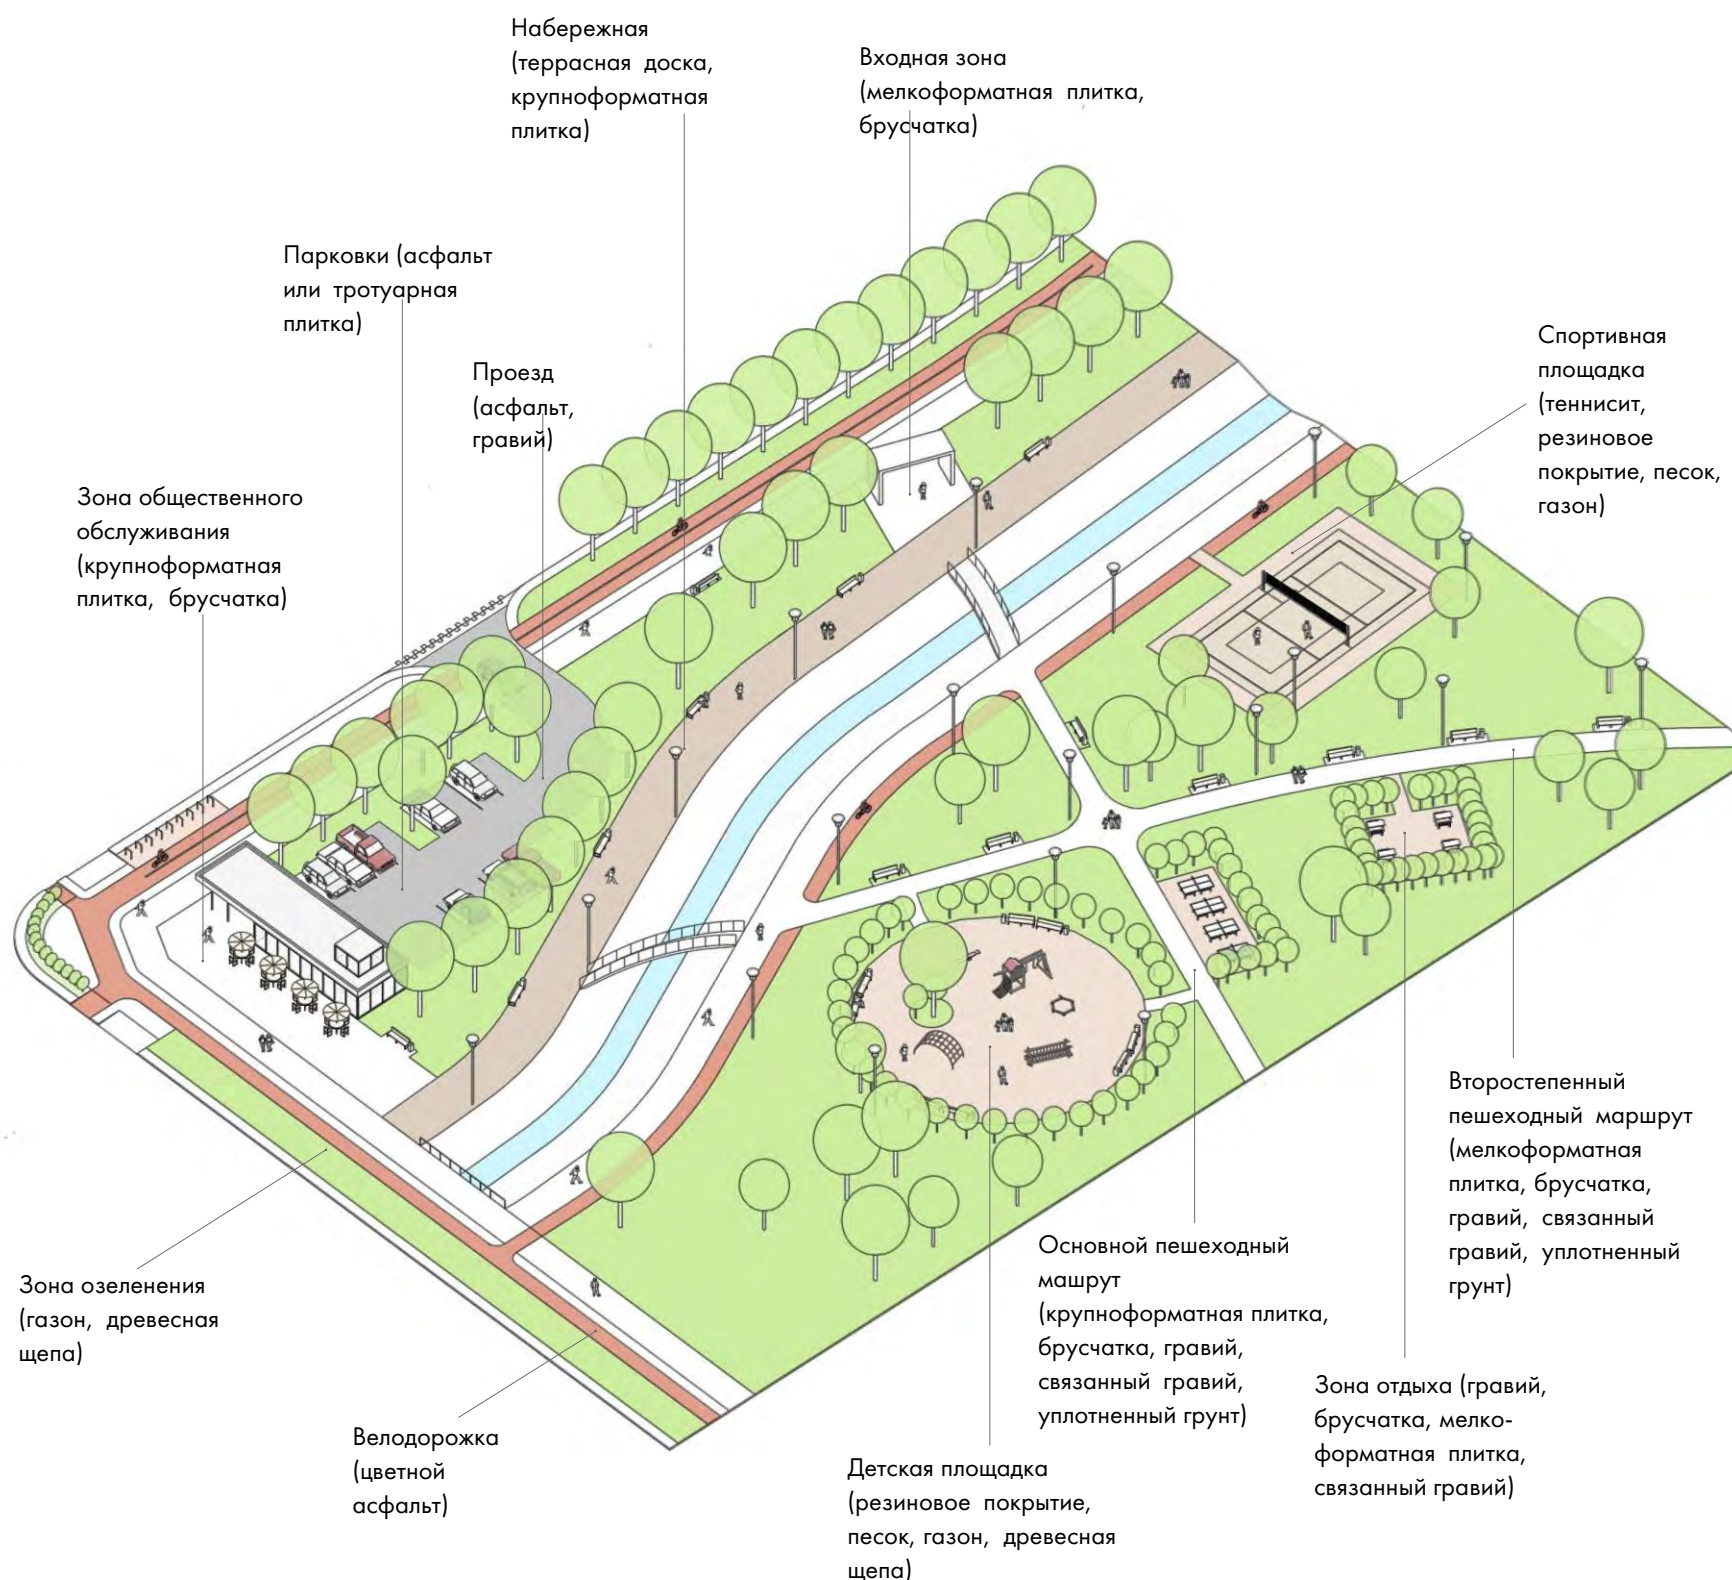 Набережная
(террасная доска,
крупноформатная
плитка)
Входная зона
(мелкоформатная плитка,
брусчатка)
Парковки (асфальт
или тротуарная
плитка)
Проезд
(асфальт,
гравий)
Спортивная
площадка
(теннисит,
резиновое
покрытие, песок,
газон)
Зона общественного
обслуживания
(крупноформатная
плитка, брусчатка)
Второстепенный
пешеходный маршрут
(мелкоформатная
плитка, брусчатка,
гравий, связанный
гравий, уплотненный
грунт)
Основной пешеходный
машрут
(крупноформатная плитка,
брусчатка, гравий,
связанный гравий,
уплотненный грунт)
Зона озеленения
(газон, древесная
щепа)
Зона отдыха (гравий,
брусчатка, мелко-
форматная плитка,
связанный гравий)
Велодорожка
(цветной
асфальт)
Детская площадка
(резиновое покрытие,
песок, газон, древесная
щепа)